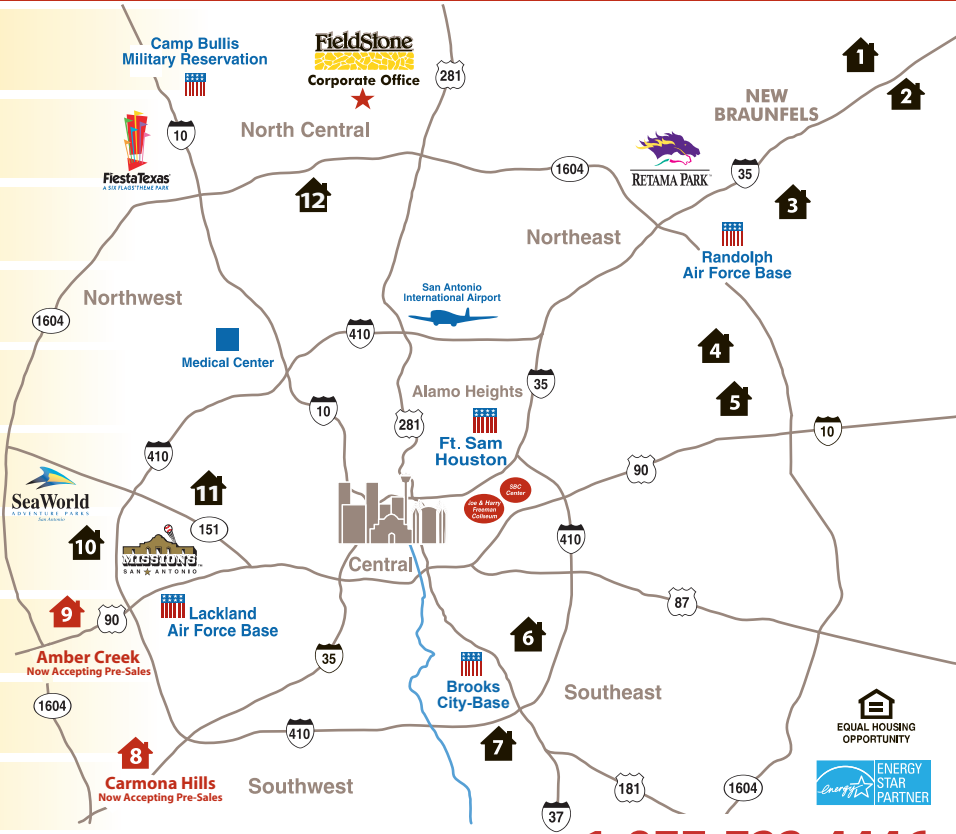 Camp Bullis
Military Reservation
FIELDSTONE
Corporate Office
281
1
2
NEW
BRAUNFELS
10
North Central
FiestaTexas
A SIX FLAGS THEME PARK
12
1604
RETAMA PARK™
35
3
Northeast
Randolph
Air Force Base
Northwest
San Antonio
International Airport
1604
410
Medical Center
4
Alamo Heights
35
5
10
281
Ft. Sam
Houston
10
410
90
SeaWorld
ADVENTURE PARKS
San Antonio
11
SBC
Center
Joe & Harry
Freeman
Coliseum
151
10
MISSIONS™
SAN ★ ANTONIO
410
Central
9
90
Lackland
Air Force Base
87
Amber Creek
Now Accepting Pre-Sales
35
6
Brooks
City-Base
Southeast
1604
410
7
EQUAL HOUSING
OPPORTUNITY
8
Carmona Hills
Now Accepting Pre-Sales
Southwest
181
1604
energy
ENERGY
STAR
PARTNER
37